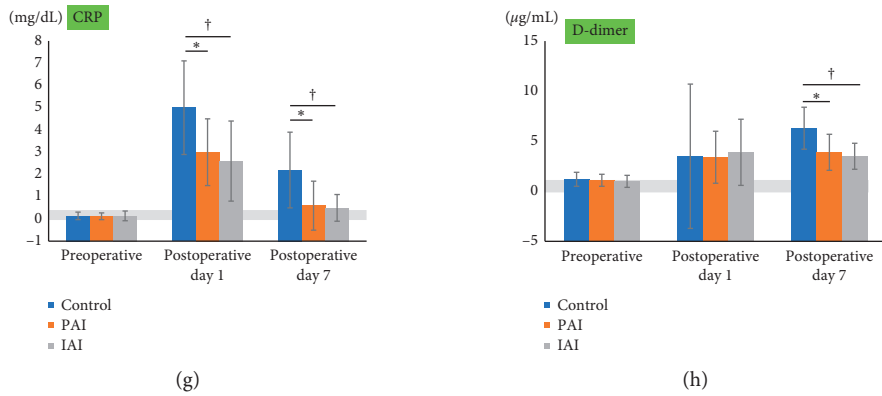 (mg/dL)
CRP
8
7
6
5
4
3
2
1
0
–1
†
*
†
*
Preoperative
Postoperative
day 1
Postoperative
day 7
Control
PAI
IAI
(g)
(μg/mL)
D-dimer
15
10
5
0
–5
†
*
Preoperative
Postoperative
day 1
Postoperative
day 7
Control
PAI
IAI
(h)